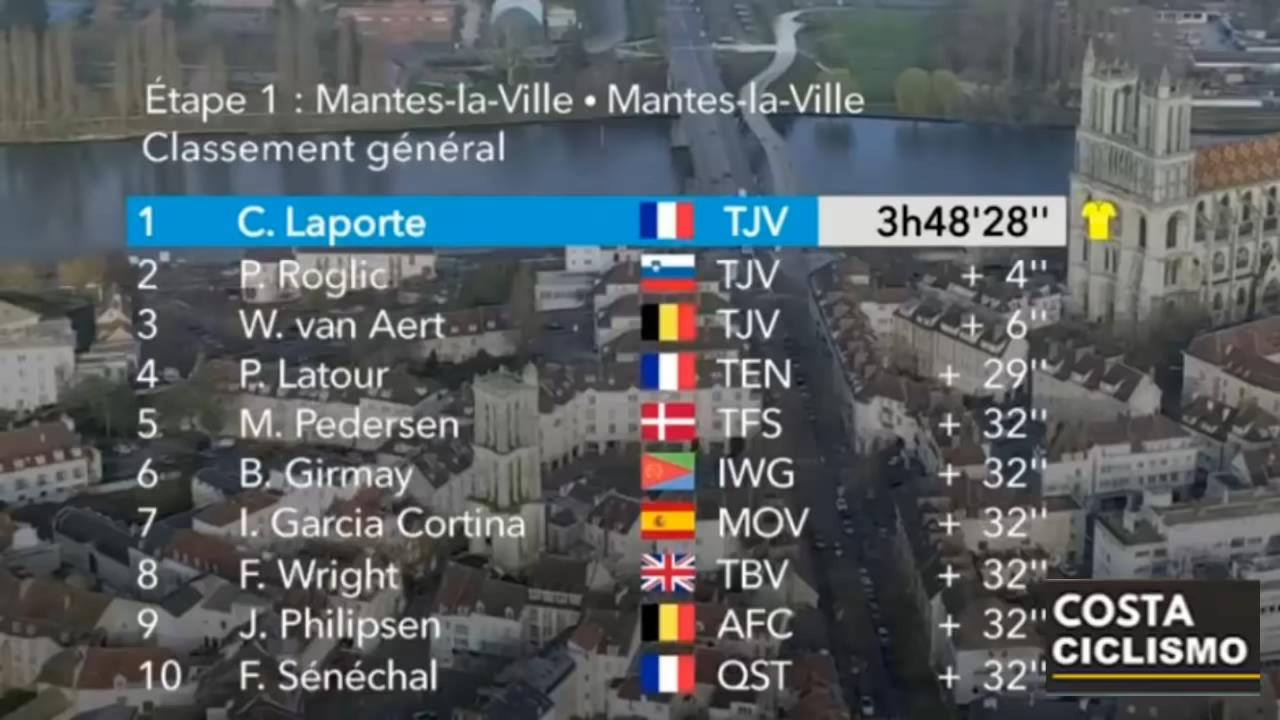 Étape 1 : Mantes-la-Ville • Mantes-la-Ville
Classement général
1 C. Laporte TJV 3h48'28''
2 P. Roglic TJV + 4''
3 W. van Aert TJV + 6''
4 P. Latour TEN + 29''
5 M. Pedersen TFS + 32''
6 B. Girmay IWG + 32''
7 I. Garcia Cortina MOV + 32''
8 F. Wright TBV + 32''
9 J. Philipsen AFC + 32''
10 F. Sénéchal QST + 32''
COSTA
CICLISMO